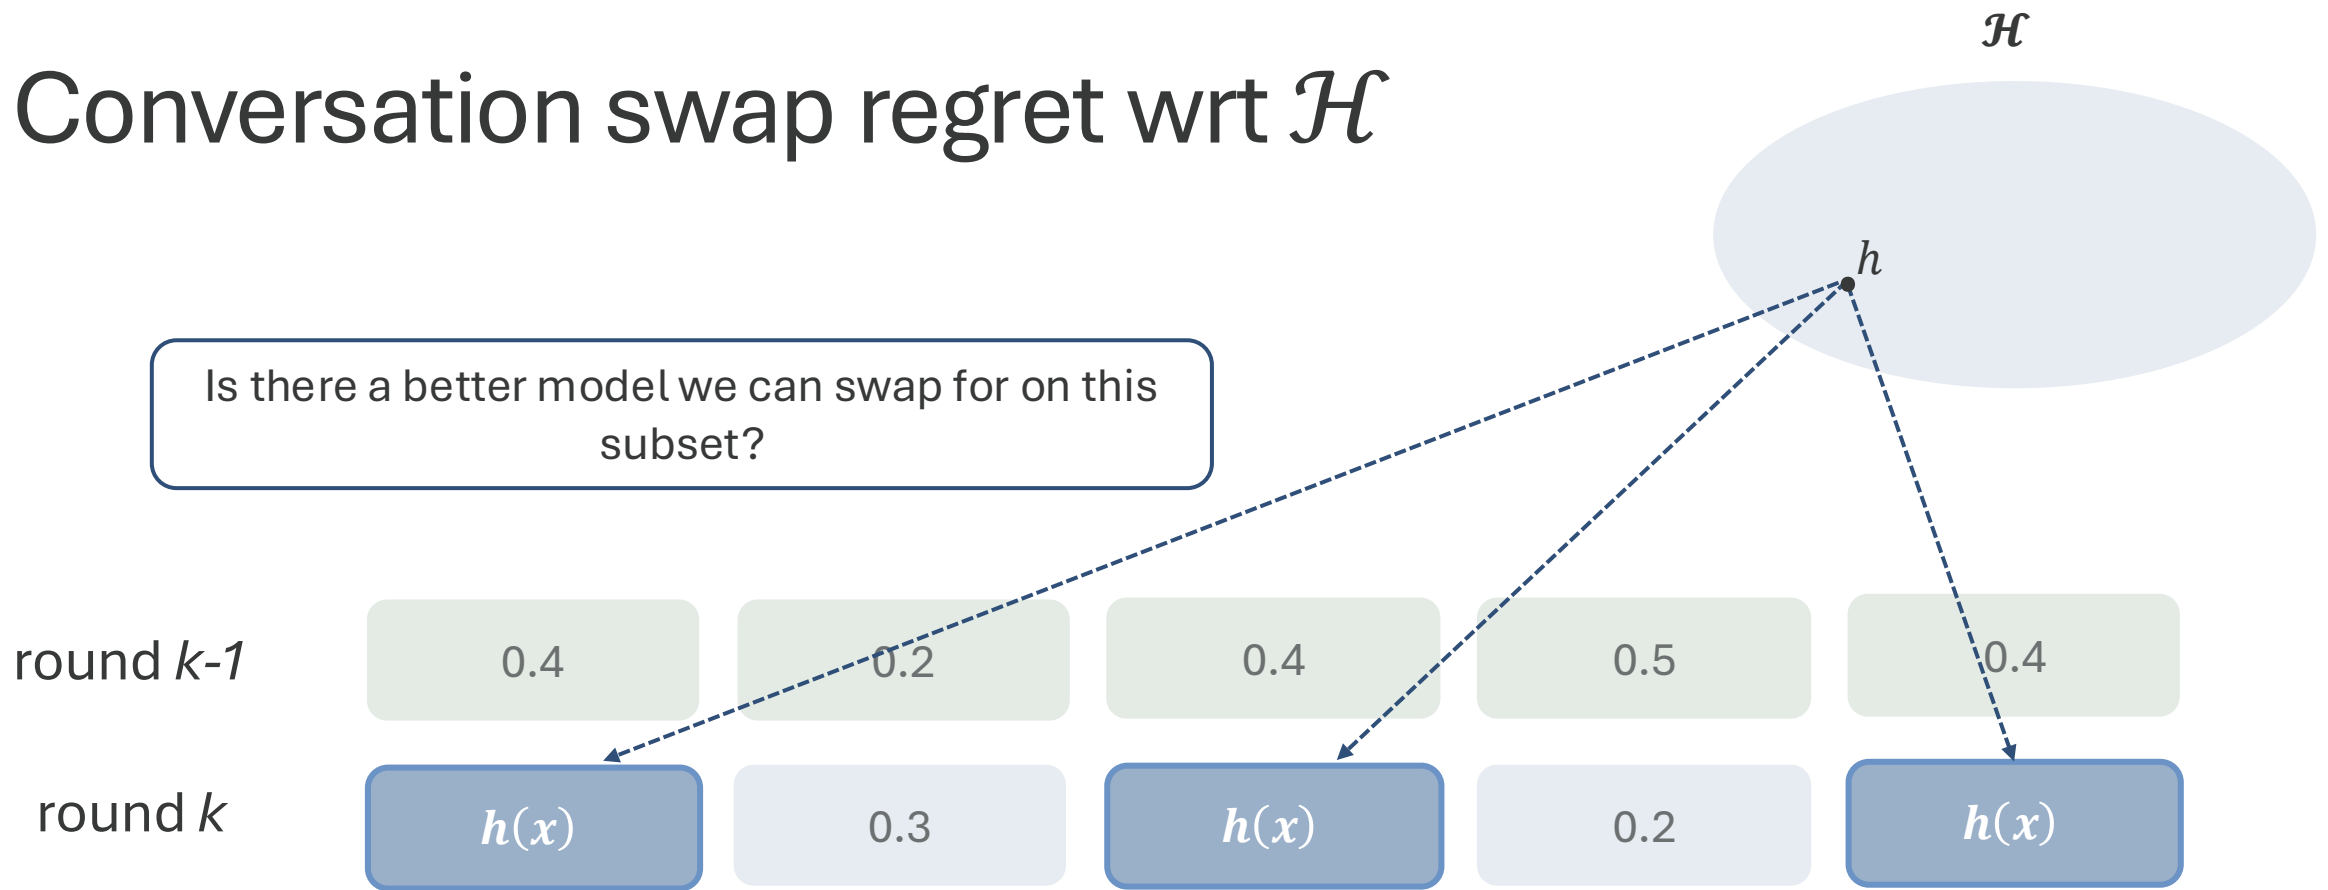 ℋ
Conversation swap regret wrt ℋ
h
Is there a better model we can swap for on this
subset?
round k-1 0.4 0.2 0.4 0.5 0.4
round k h(x) 0.3 h(x) 0.2 h(x)